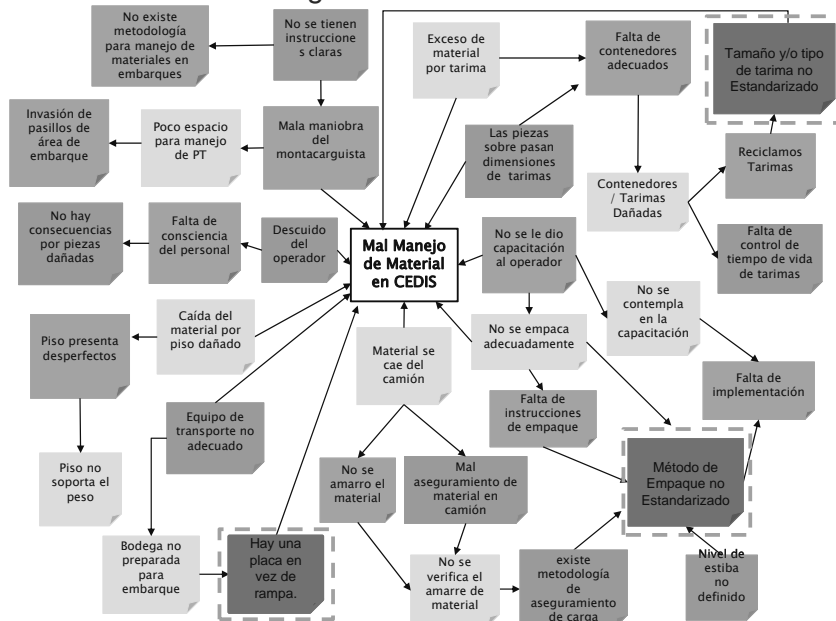 No existe
metodología
para manejo de
materiales en
embarques
No se tienen
instruccione
s claras
Exceso de
material
por tarima
Falta de
contenedores
adecuados
Tamaño y/o tipo
de tarima no
Estandarizado
Invasión de
pasillos de
área de
embarque
Poco espacio
para manejo
de PT
Mala maniobra
del
montacarguista
Las piezas
sobre pasan
dimensiones
de tarimas
Contenedores
/ Tarimas
Dañadas
Reciclamos
Tarimas
No hay
consecuencias
por piezas
dañadas
Falta de
consciencia
del personal
Descuido
del
operador
Mal Manejo
de Material
en CEDIS
No se le dio
capacitación
al operador
Falta de
control de
tiempo de vida
de tarimas
Piso presenta
desperfectos
Caída del
material por
piso dañado
Material se
cae del
camión
No se empaca
adecuadamente
No se
contempla
en la
capacitación
Equipo de
transporte no
adecuado
Falta de
instrucciones
de empaque
Falta de
implementación
Piso no
soporta el
peso
No se
amarro el
material
Mal
aseguramiento de
material en
camión
Método de
Empaque no
Estandarizado
Bodega no
preparada
para
embarque
Hay una
placa en
vez de
rampa.
No se
verifica el
amarre de
material
existe
metodología
de
aseguramiento
de carga
Nivel de
estiba
no
definido